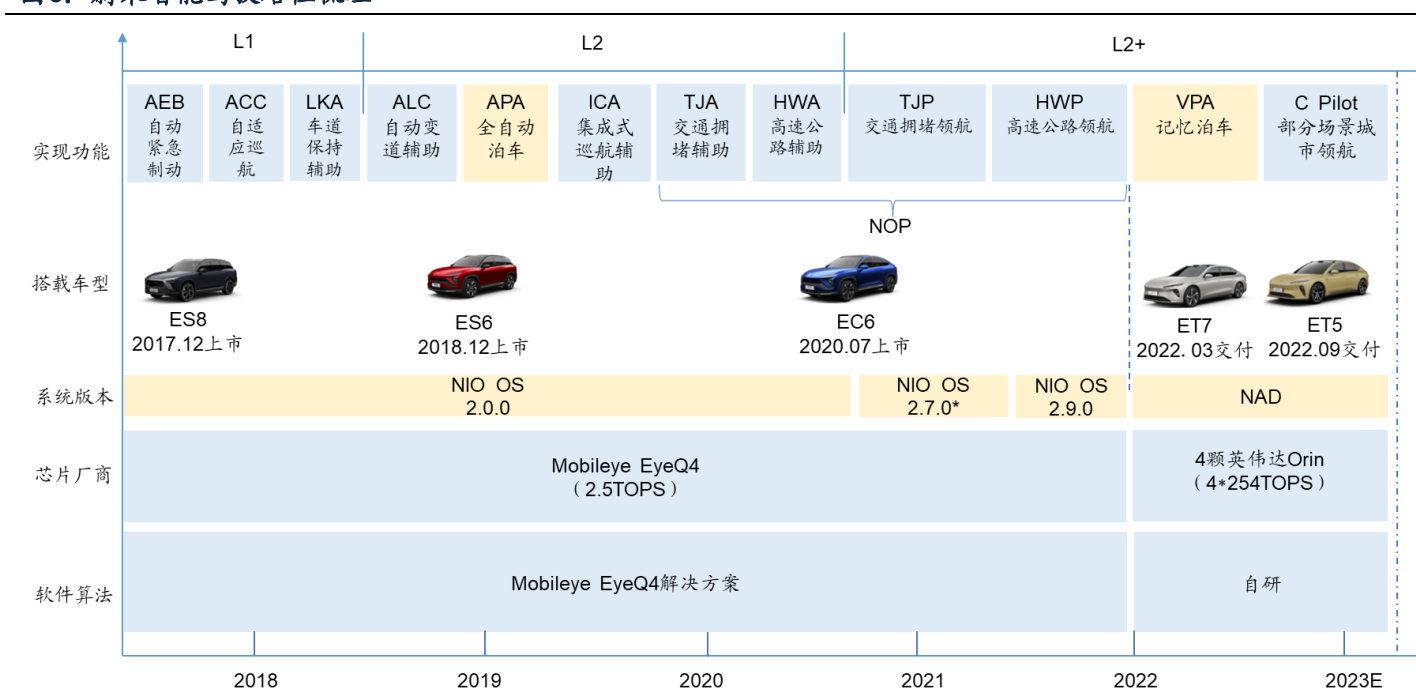 L1
L2
L2+
实现功能
AEB
自动
紧急
制动
ACC
自适
应巡
航
LKA
车道
保持
辅助
ALC
自动变
道辅助
APA
全自动
泊车
ICA
集成式
巡航辅
助
TJA
交通拥
堵辅助
HWA
高速公
路辅助
TJP
交通拥堵领航
HWP
高速公路领航
VPA
记忆泊车
C Pilot
部分场景城
市领航
NOP
搭载车型
ES8
2017.12上市
ES6
2018.12上市
EC6
2020.07上市
ET7
2022. 03交付
ET5
2022.09交付
系统版本
NIO OS
2.0.0
NIO OS
2.7.0*
NIO OS
2.9.0
NAD
芯片厂商
Mobileye EyeQ4
（2.5TOPS）
4颗英伟达Orin
（4*254TOPS）
软件算法
Mobileye EyeQ4解决方案
自研
2018
2019
2020
2021
2022
2023E